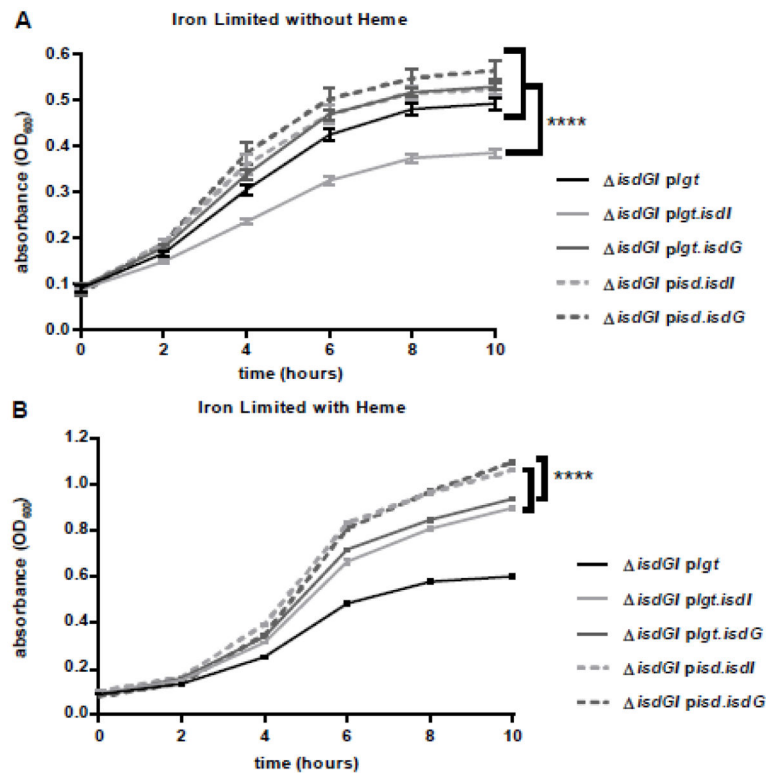 A
Iron Limited without Heme
absorbance (OD600)
0.6
0.5
0.4
0.3
0.2
0.1
0.0
0 2 4 6 8 10
time (hours)
****
ΔisdGI plgt
ΔisdGI plgt.isdI
ΔisdGI plgt.isdG
ΔisdGI pisd.isdI
ΔisdGI pisd.isdG
B
Iron Limited with Heme
absorbance (OD600)
1.2
1.0
0.8
0.6
0.2
0.0
0 2 4 6 8 10
time (hours)
****
ΔisdGI plgt
ΔisdGI plgt.isdI
ΔisdGI plgt.isdG
ΔisdGI pisd.isdI
ΔisdGI pisd.isdG